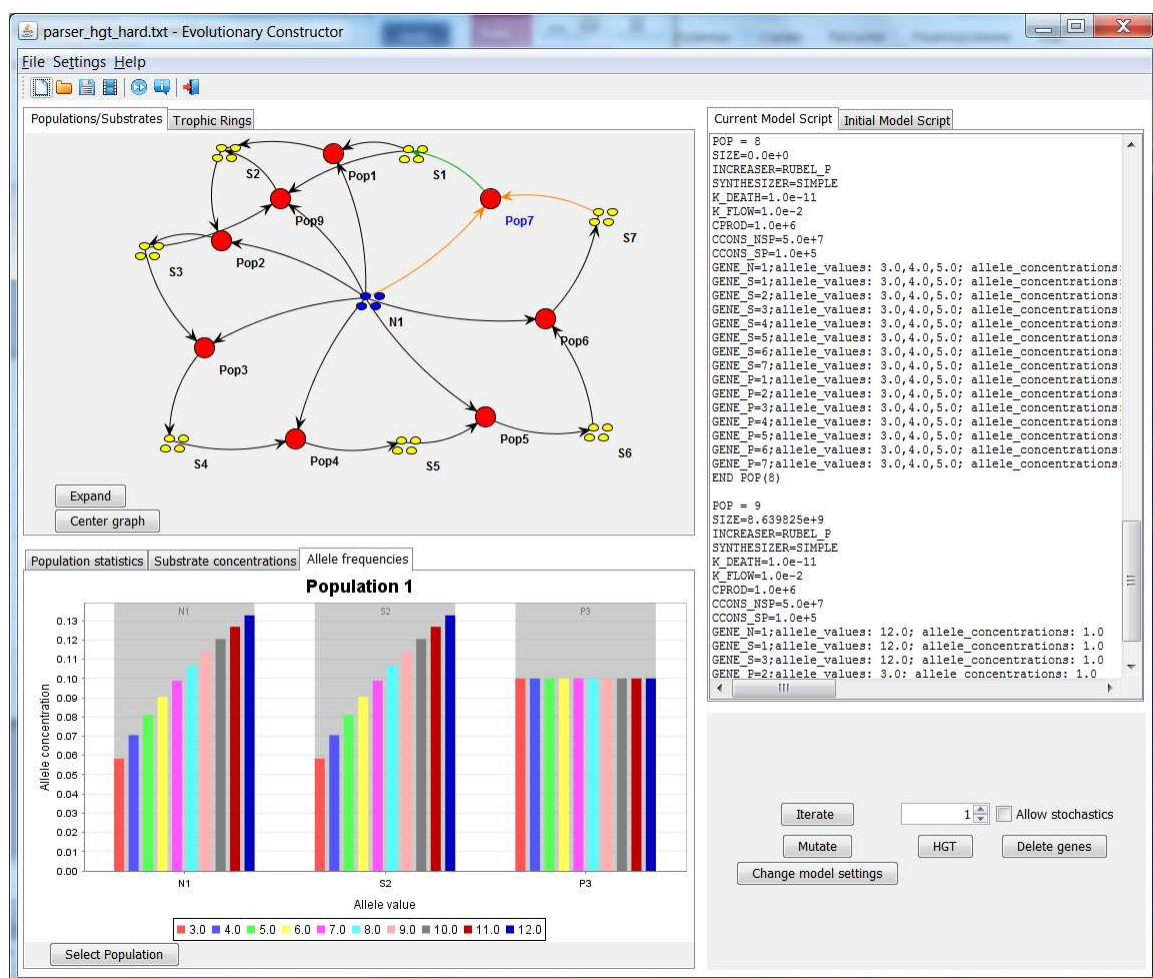 parser_hgt_hard.txt - Evolutionary Constructor
File Settings Help
Populations/Substrates Trophic Rings
S2
Pop1
S1
Pop9
Pop7
S7
Pop2
S3
N1
Pop6
Pop3
S4
Pop4
S5
Pop5
S6
Expand
Center graph
Population statistics Substrate concentrations Allele frequencies
Population 1
N1 S2 P3
0.13
0.12
0.11
0.10
0.09
0.08
0.07
0.06
0.05
0.04
0.03
0.02
0.01
0.00
Allele concentration
N1 S2 P3
Allele value
3.0 4.0 5.0 6.0 7.0 8.0 9.0 10.0 11.0 12.0
Select Population
Current Model Script Initial Model Script
POP = 8
SIZE=0.0e+0
INCREASER=RUBEL_P
SYNTHESIZER=SIMPLE
K_DEATH=1.0e-11
K_FLOW=1.0e-2
CPROD=1.0e+6
CCONS_NSP=5.0e+7
CCONS_SP=1.0e+5
GENE_N=1;allele_values: 3.0,4.0,5.0; allele_concentrations:
GENE_S=1;allele_values: 3.0,4.0,5.0; allele_concentrations:
GENE_S=2;allele_values: 3.0,4.0,5.0; allele_concentrations:
GENE_S=3;allele_values: 3.0,4.0,5.0; allele_concentrations:
GENE_S=4;allele_values: 3.0,4.0,5.0; allele_concentrations:
GENE_S=5;allele_values: 3.0,4.0,5.0; allele_concentrations:
GENE_S=6;allele_values: 3.0,4.0,5.0; allele_concentrations:
GENE_S=7;allele_values: 3.0,4.0,5.0; allele_concentrations:
GENE_P=1;allele_values: 3.0,4.0,5.0; allele_concentrations:
GENE_P=2;allele_values: 3.0,4.0,5.0; allele_concentrations:
GENE_P=3;allele_values: 3.0,4.0,5.0; allele_concentrations:
GENE_P=4;allele_values: 3.0,4.0,5.0; allele_concentrations:
GENE_P=5;allele_values: 3.0,4.0,5.0; allele_concentrations:
GENE_P=6;allele_values: 3.0,4.0,5.0; allele_concentrations:
GENE_P=7;allele_values: 3.0,4.0,5.0; allele_concentrations:
END POP(8)
POP = 9
SIZE=8.639825e+9
INCREASER=RUBEL_P
SYNTHESIZER=SIMPLE
K_DEATH=1.0e-11
K_FLOW=1.0e-2
CPROD=1.0e+6
CCONS_NSP=5.0e+7
CCONS_SP=1.0e+5
GENE_N=1;allele_values: 12.0; allele_concentrations: 1.0
GENE_S=1;allele_values: 12.0; allele_concentrations: 1.0
GENE_S=3;allele_values: 12.0; allele_concentrations: 1.0
GENE_P=2;allele_values: 3.0; allele_concentrations: 1.0
Iterate 1 Allow stochastics
Mutate HGT Delete genes
Change model settings